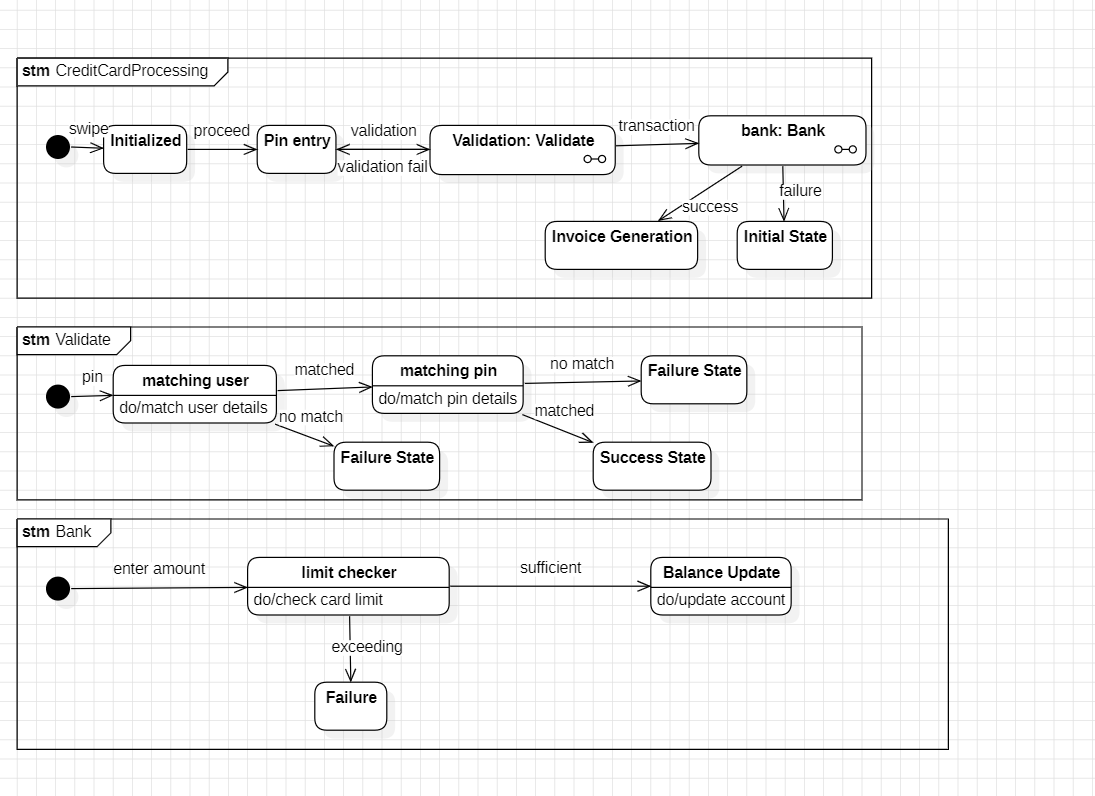 stm CreditCardProcessing
swipe
Initialized
proceed
Pin entry
validation
validation fail
Validation: Validate
transaction
bank: Bank
success
failure
Invoice Generation
Initial State
stm Validate
pin
matching user
do/match user details
matched
no match
matching pin
do/match pin details
no match
matched
Failure State
Failure State
Success State
stm Bank
enter amount
limit checker
do/check card limit
sufficient
Balance Update
do/update account
exceeding
Failure